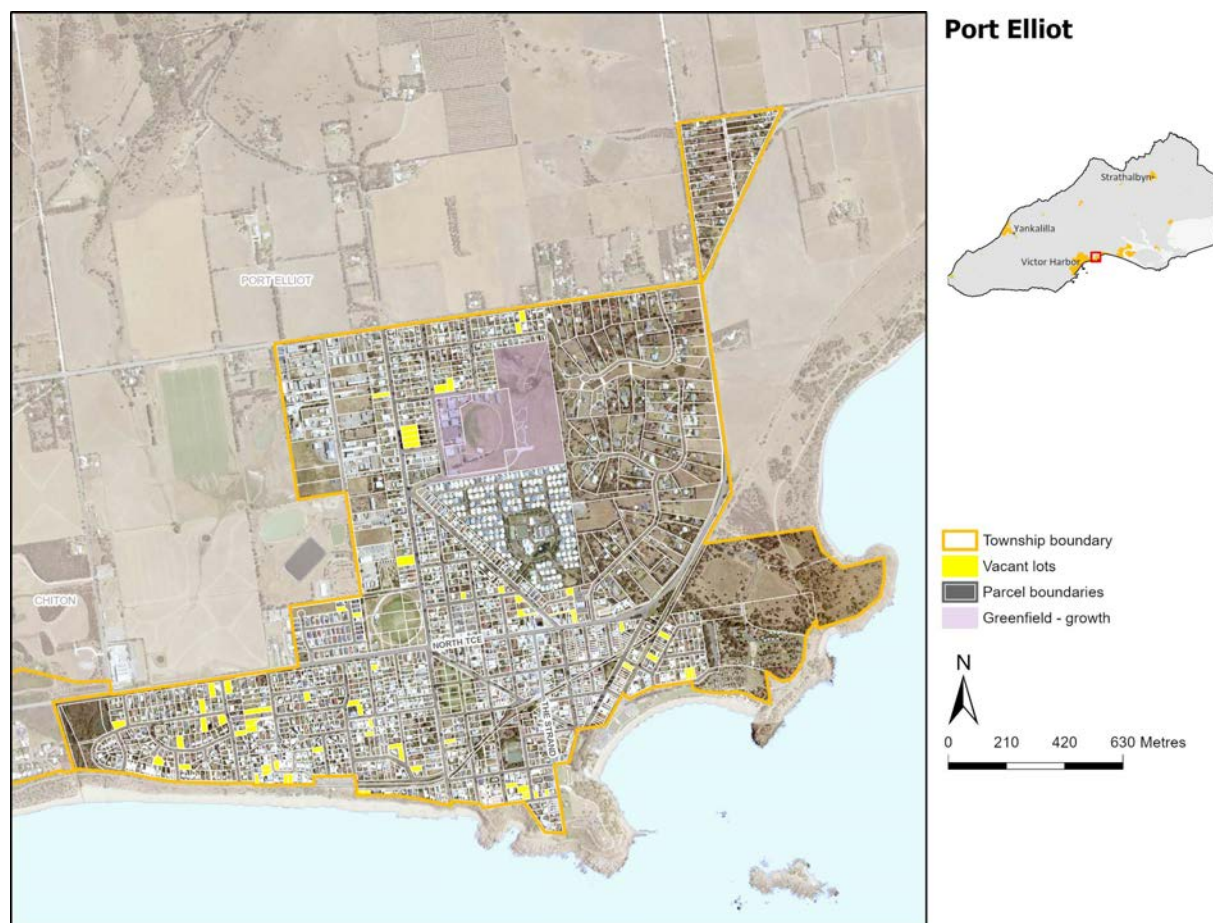 Port Elliot
Strathalbyn
Yankalilla
Victor Harbor
PORT ELLIOT
CHITON
NORTH TCE
THE STRAND
Township boundary
Vacant lots
Parcel boundaries
Greenfield - growth
N
0 210 420 630 Metres